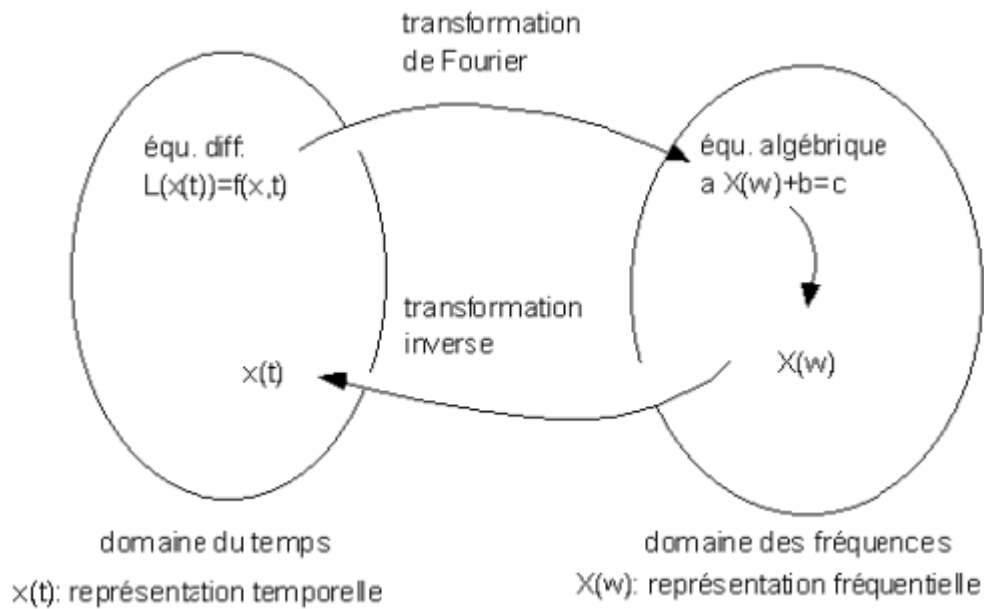 transformation
de Fourier
équ. diff:
L(x(t))=f(x,t)
équ. algébrique
a X(w)+b=c
transformation
inverse
x(t)
X(w)
domaine du temps
x(t): représentation temporelle
domaine des fréquences
X(w): représentation fréquentielle